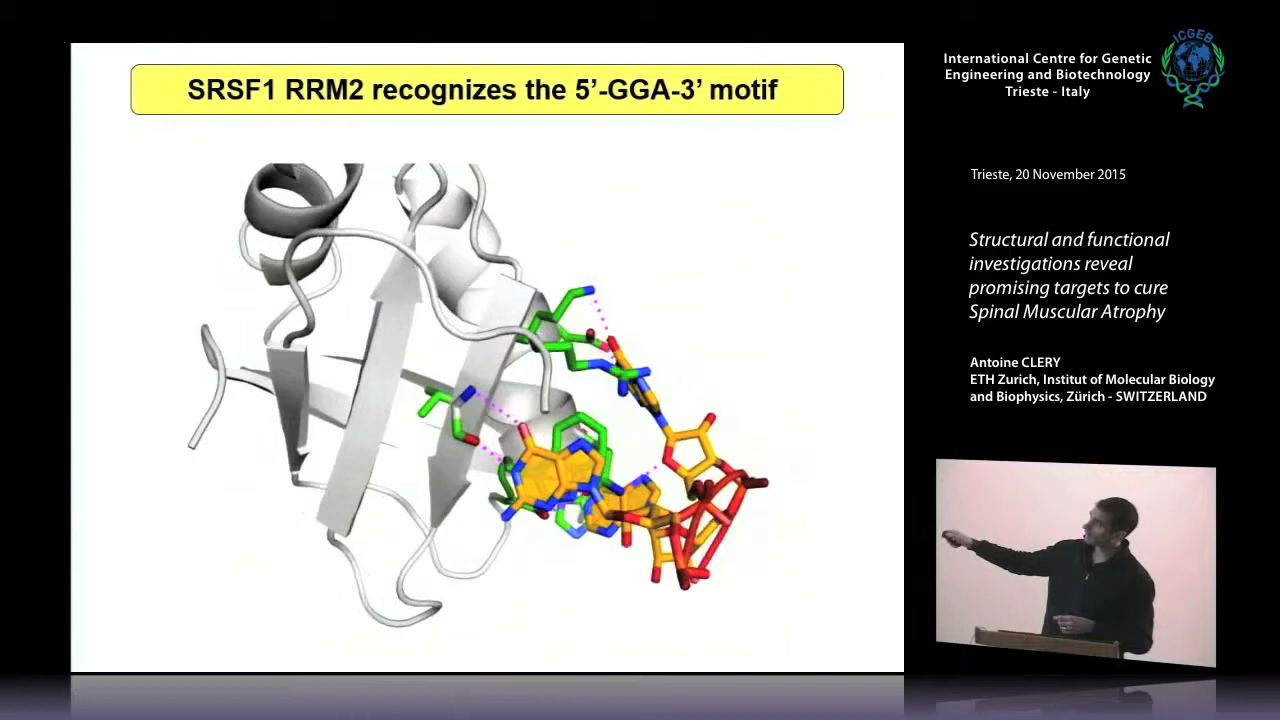 SRSF1 RRM2 recognizes the 5’-GGA-3’ motif
International Centre for Genetic
Engineering and Biotechnology
Trieste - Italy
ICGEB
Trieste, 20 November 2015
Structural and functional
investigations reveal
promising targets to cure
Spinal Muscular Atrophy
Antoine CLERY
ETH Zurich, Institut of Molecular Biology
and Biophysics, Zürich - SWITZERLAND